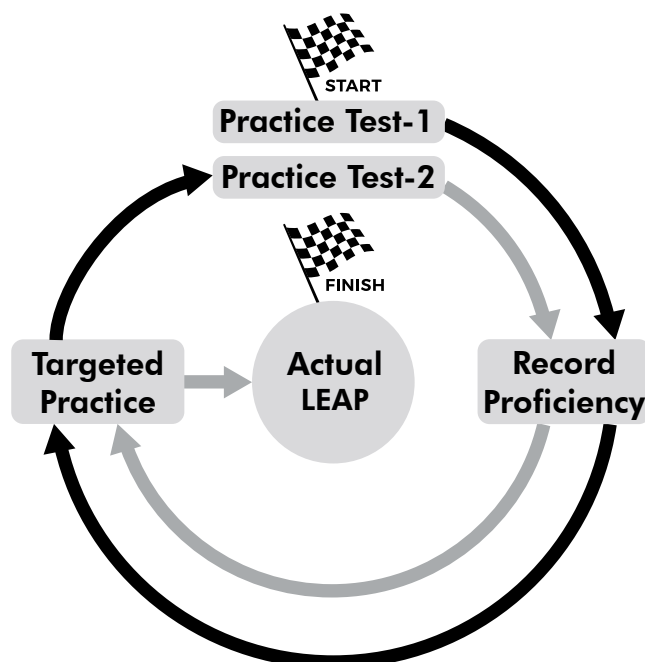 START
Practice Test-1
Practice Test-2
FINISH
Targeted
Practice
Actual
LEAP
Record
Proficiency